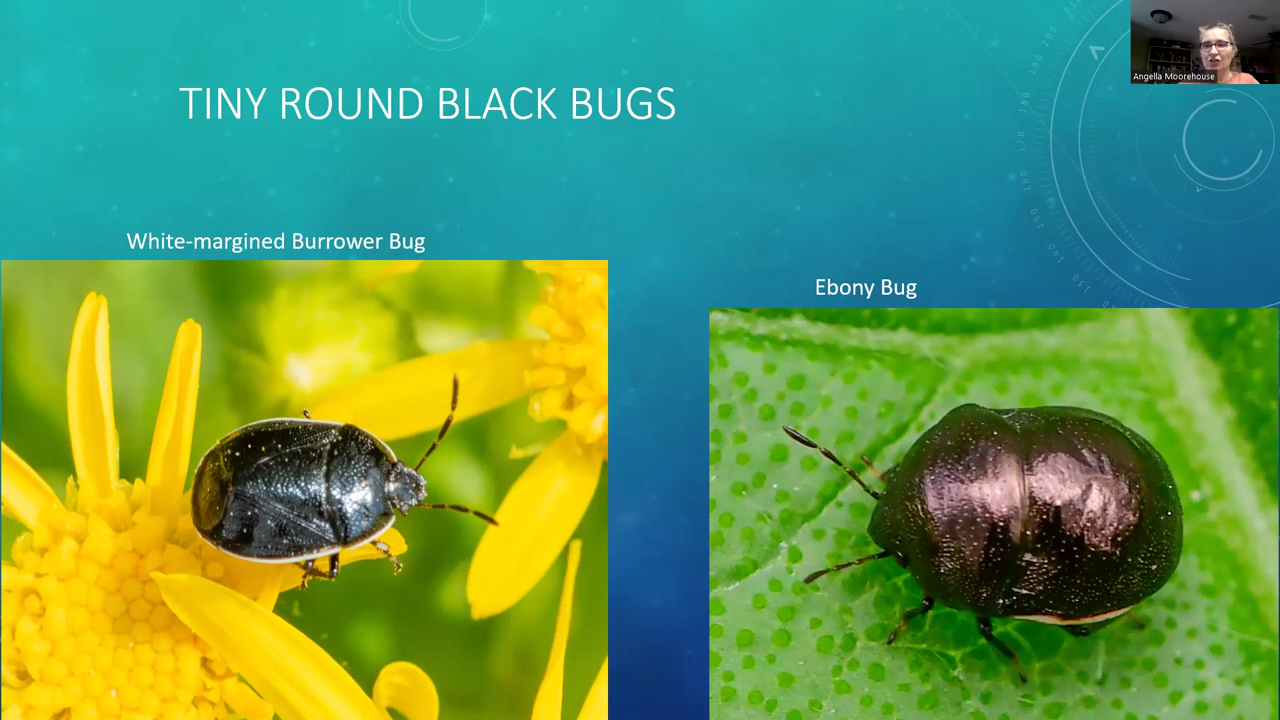 Angella Moorehouse
TINY ROUND BLACK BUGS
White-margined Burrower Bug
Ebony Bug